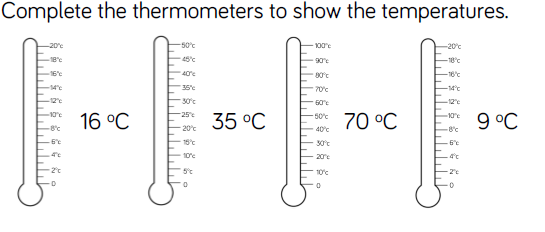 Complete the thermometers to show the temperatures.
20°c
18°c
16°c
14°c
12°c
10°c
8°c
6°c
4°c
2°c
0
16 °C
50°c
45°c
40°c
35°c
30°c
25°c
20°c
15°c
10°c
5°c
0
35 °C
100°c
90°c
80°c
70°c
60°c
50°c
40°c
30°c
20°c
10°c
0
70 °C
20°c
18°c
16°c
14°c
12°c
10°c
8°c
6°c
4°c
2°c
0
9 °C